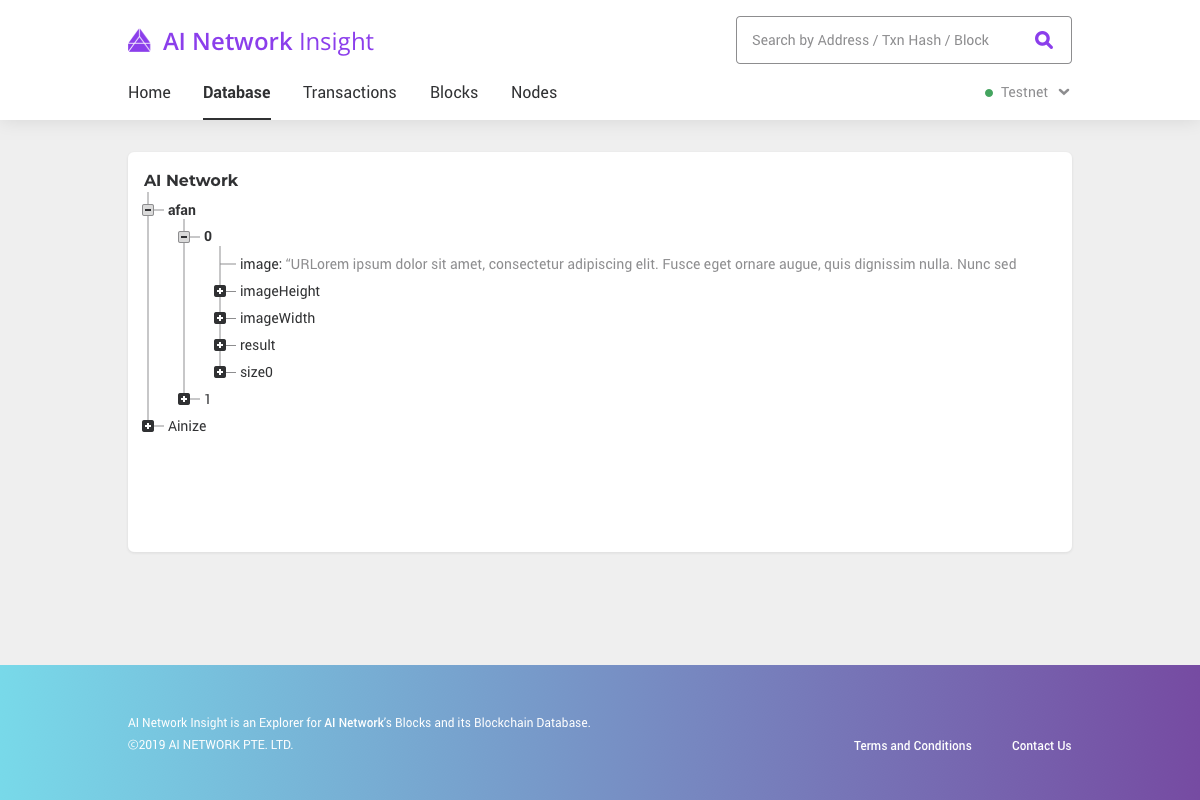 AI Network Insight
Search by Address / Txn Hash / Block
Home Database Transactions Blocks Nodes
Testnet
AI Network
afan
0
image: “URLorem ipsum dolor sit amet, consectetur adipiscing elit. Fusce eget ornare augue, quis dignissim nulla. Nunc sed
imageHeight
imageWidth
result
size0
1
Ainize
AI Network Insight is an Explorer for AI Network's Blocks and its Blockchain Database.
©2019 AI NETWORK PTE. LTD.
Terms and Conditions Contact Us